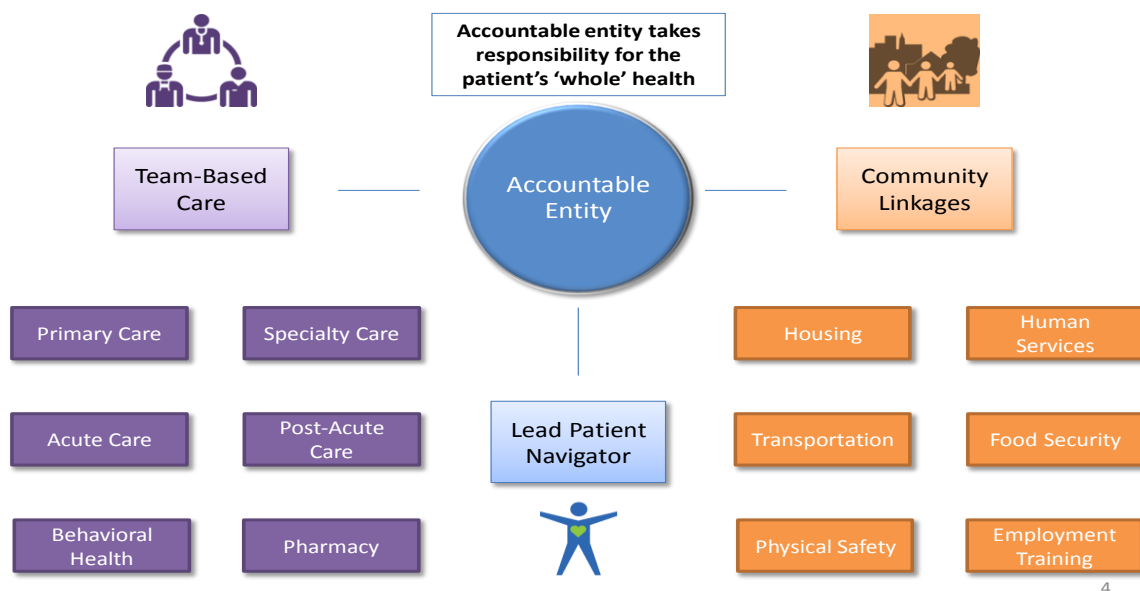 Accountable entity takes
responsibility for the
patient's ‘whole’ health
Team-Based
Care
Accountable
Entity
Community
Linkages
Primary Care
Specialty Care
Housing
Human
Services
Acute Care
Post-Acute
Care
Lead Patient
Navigator
Transportation
Food Security
Behavioral
Health
Pharmacy
Physical Safety
Employment
Training
4